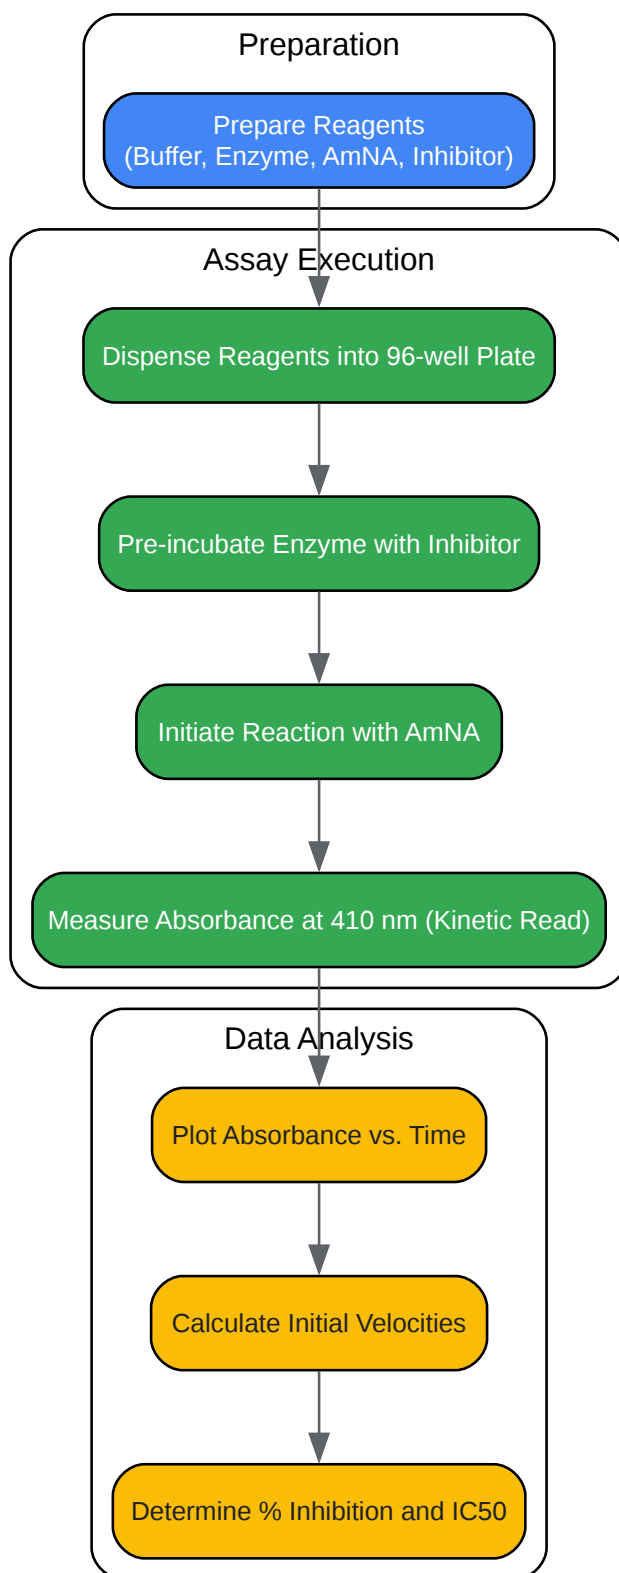 Preparation
Prepare Reagents
(Buffer, Enzyme, AmNA, Inhibitor)
Assay Execution
Dispense Reagents into 96-well Plate
Pre-incubate Enzyme with Inhibitor
Initiate Reaction with AmNA
Measure Absorbance at 410 nm (Kinetic Read)
Data Analysis
Plot Absorbance vs. Time
Calculate Initial Velocities
Determine % Inhibition and IC50